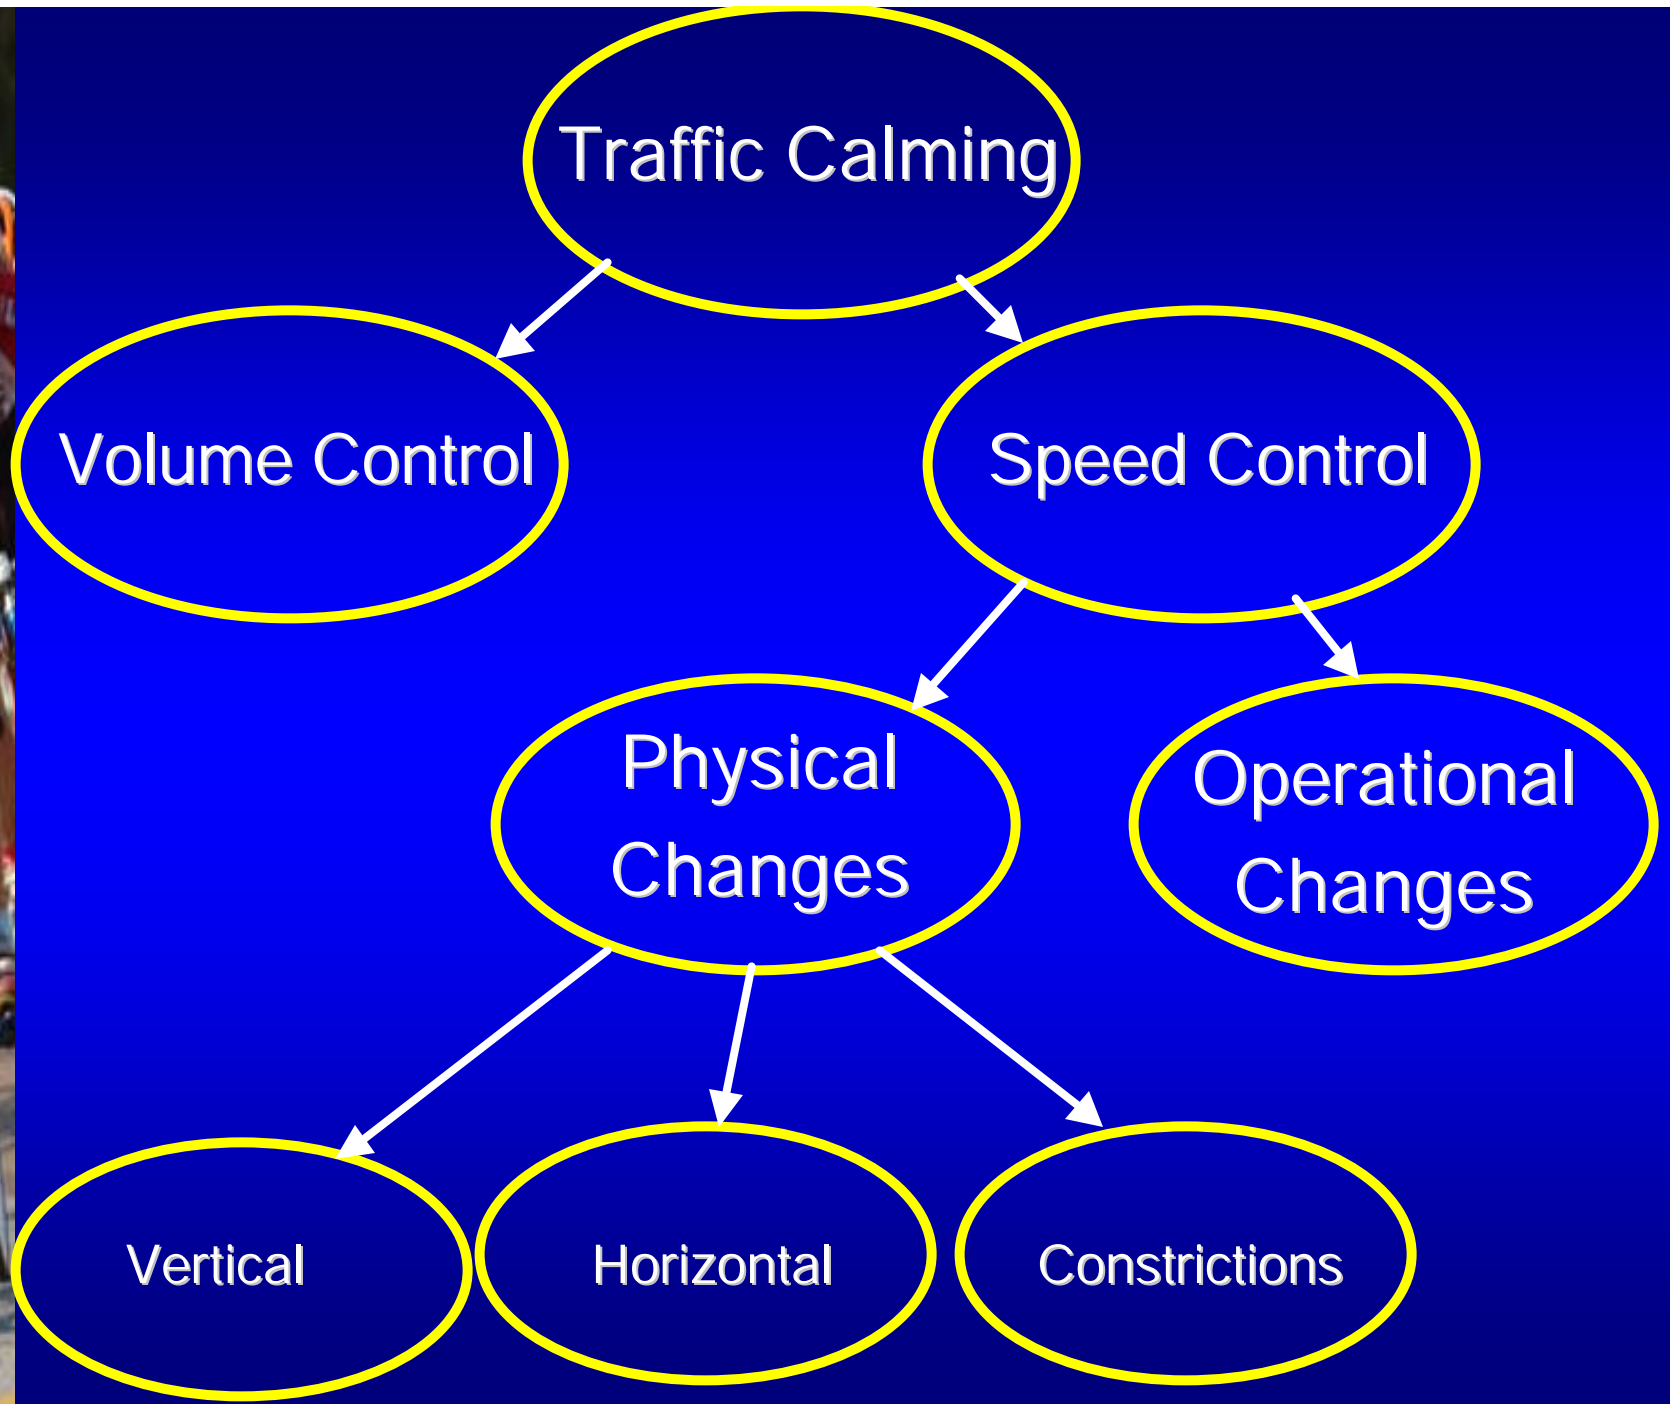 Traffic Calming
Volume Control
Speed Control
Physical
Changes
Operational
Changes
Vertical
Horizontal
Constrictions